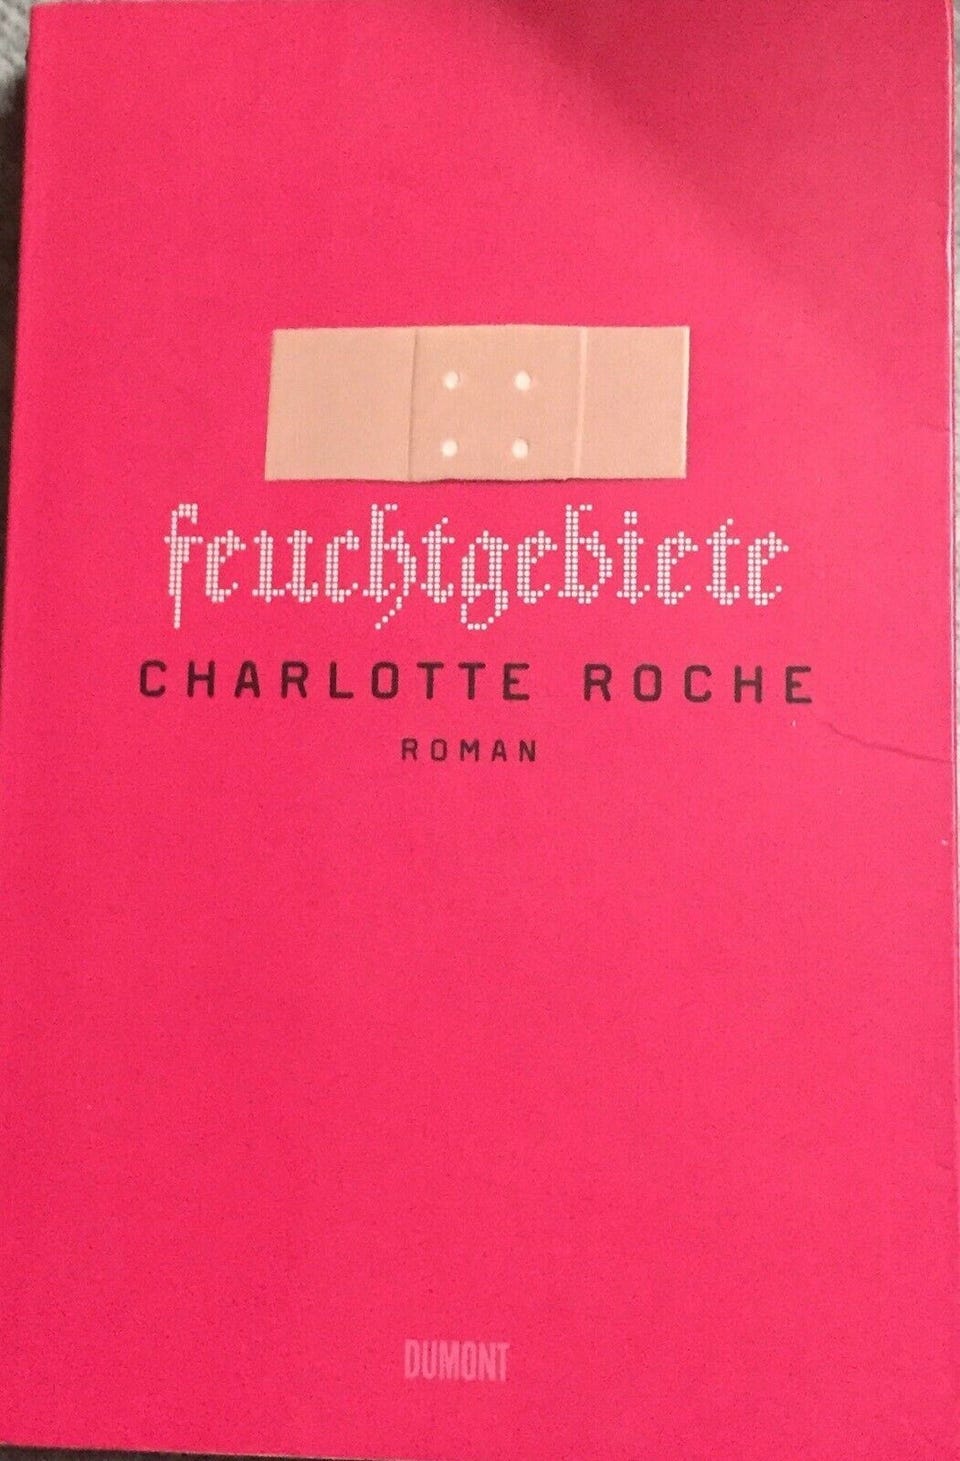 feuchtgebiete
CHARLOTTE ROCHE
ROMAN
DUMONT